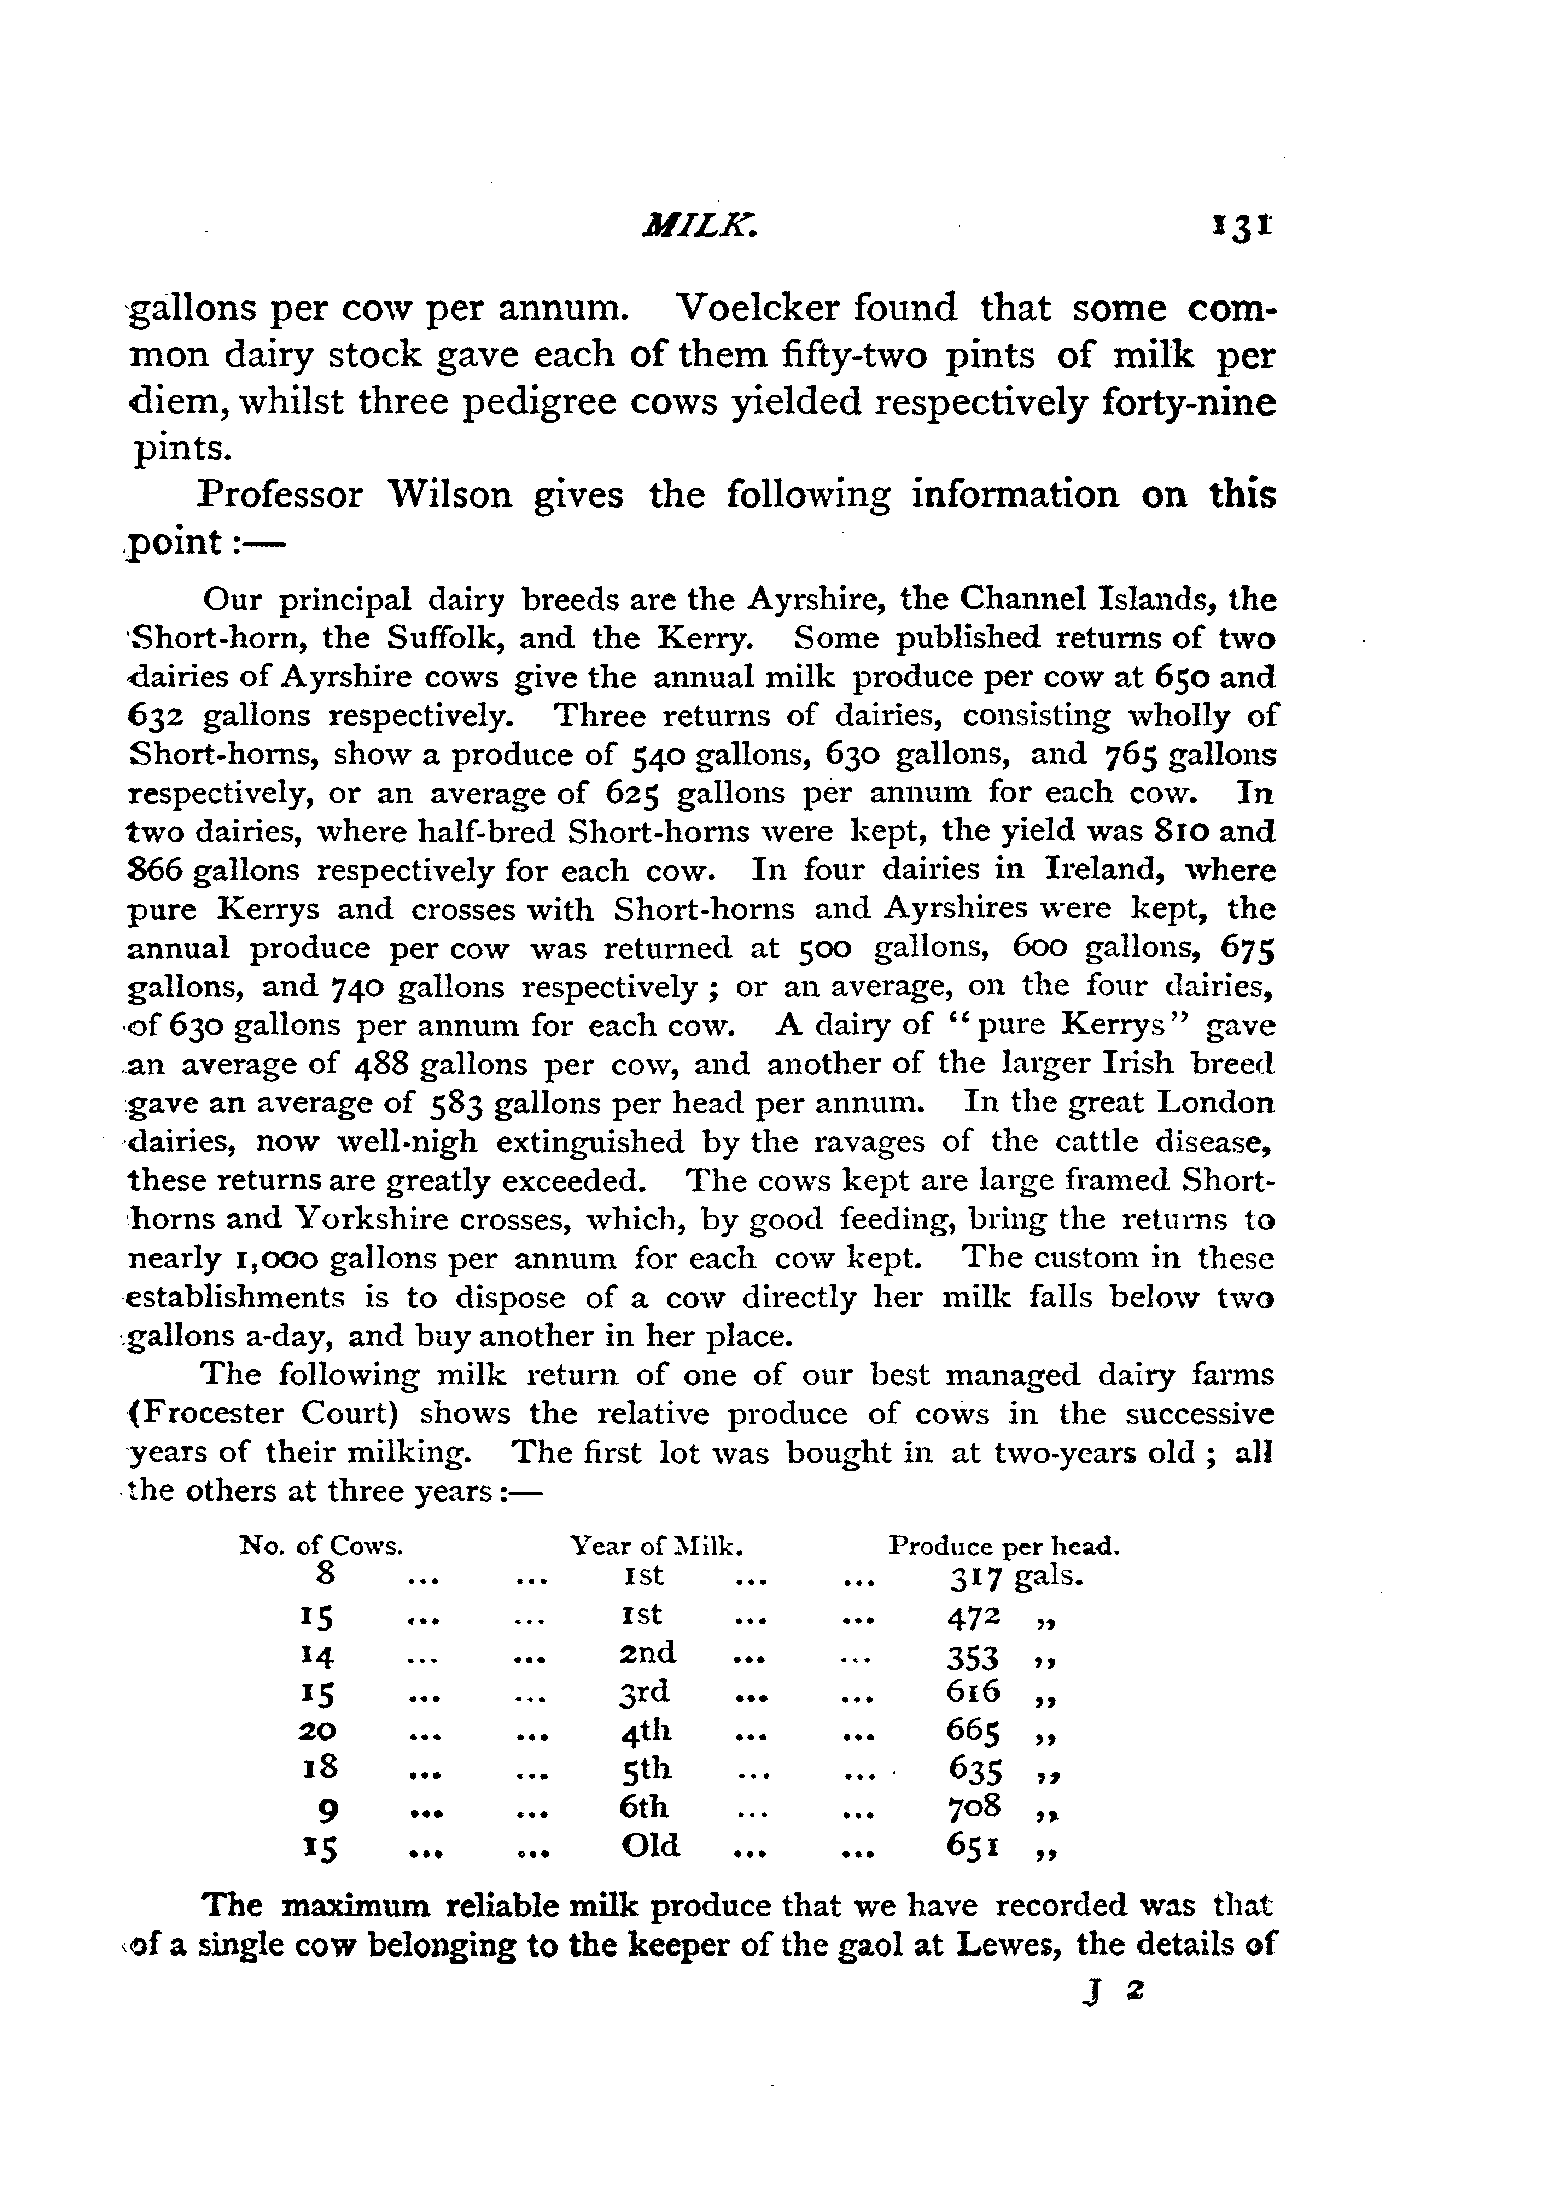 MILK. 131
gallons per cow per annum. Voelcker found that some com-
mon dairy stock gave each of them fifty-two pints of milk per
diem, whilst three pedigree cows yielded respectively forty-nine
pints.
Professor Wilson gives the following information on this
point :—
Our principal dairy breeds are the Ayrshire, the Channel Islands, the
Short-horn, the Suffolk, and the Kerry. Some published returns of two
dairies of Ayrshire cows give the annual milk produce per cow at 650 and
632 gallons respectively. Three returns of dairies, consisting wholly of
Short-horns, show a produce of 540 gallons, 630 gallons, and 765 gallons
respectively, or an average of 625 gallons per annum for each cow. In
two dairies, where half-bred Short-horns were kept, the yield was 810 and
866 gallons respectively for each cow. In four dairies in Ireland, where
pure Kerrys and crosses with Short-horns and Ayrshires were kept, the
annual produce per cow was returned at 500 gallons, 600 gallons, 675
gallons, and 740 gallons respectively ; or an average, on the four dairies,
of 630 gallons per annum for each cow. A dairy of “pure Kerrys” gave
an average of 488 gallons per cow, and another of the larger Irish breed
gave an average of 583 gallons per head per annum. In the great London
dairies, now well-nigh extinguished by the ravages of the cattle disease,
these returns are greatly exceeded. The cows kept are large framed Short-
horns and Yorkshire crosses, which, by good feeding, bring the returns to
nearly 1,000 gallons per annum for each cow kept. The custom in these
establishments is to dispose of a cow directly her milk falls below two
gallons a-day, and buy another in her place.
The following milk return of one of our best managed dairy farms
(Frocester Court) shows the relative produce of cows in the successive
years of their milking. The first lot was bought in at two-years old ; all
the others at three years :—
No. of Cows. Year of Milk. Produce per head.
8 ... ... 1st ... ... 317 gals.
15 ... ... 1st ... ... 472 „
14 ... ... 2nd ... ... 353 „
15 ... ... 3rd ... ... 616 „
20 ... ... 4th ... ... 665 „
18 ... ... 5th ... ... 635 „
9 ... ... 6th ... ... 708 „
15 ... ... Old ... ... 651 „
The maximum reliable milk produce that we have recorded was that
of a single cow belonging to the keeper of the gaol at Lewes, the details of
J 2